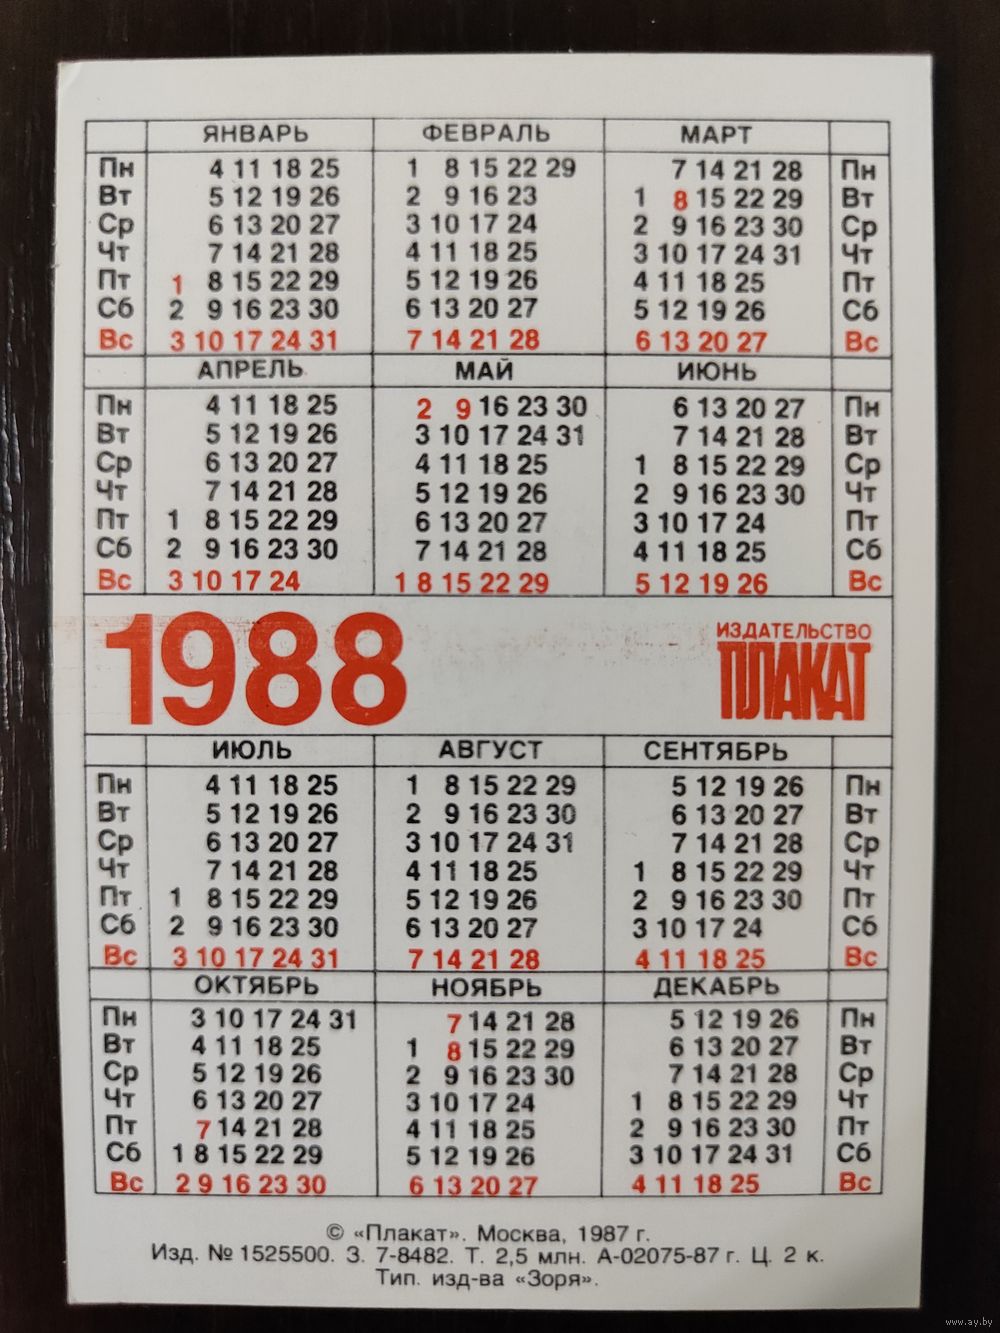 ЯНВАРЬ ФЕВРАЛЬ МАРТ
Пн 4 11 18 25 1 8 15 22 29 7 14 21 28 Пн
Вт 5 12 19 26 2 9 16 23 1 8 15 22 29 Вт
Ср 6 13 20 27 3 10 17 24 2 9 16 23 30 Ср
Чт 7 14 21 28 4 11 18 25 3 10 17 24 31 Чт
Пт 1 8 15 22 29 5 12 19 26 4 11 18 25 Пт
Сб 2 9 16 23 30 6 13 20 27 5 12 19 26 Сб
Вс 3 10 17 24 31 7 14 21 28 6 13 20 27 Вс
АПРЕЛЬ МАЙ ИЮНЬ
Пн 4 11 18 25 2 9 16 23 30 6 13 20 27 Пн
Вт 5 12 19 26 3 10 17 24 31 7 14 21 28 Вт
Ср 6 13 20 27 4 11 18 25 1 8 15 22 29 Ср
Чт 7 14 21 28 5 12 19 26 2 9 16 23 30 Чт
Пт 1 8 15 22 29 6 13 20 27 3 10 17 24 Пт
Сб 2 9 16 23 30 7 14 21 28 4 11 18 25 Сб
Вс 3 10 17 24 1 8 15 22 29 5 12 19 26 Вс
1988
ИЗДАТЕЛЬСТВО
ПЛАКАТ
ИЮЛЬ АВГУСТ СЕНТЯБРЬ
Пн 4 11 18 25 1 8 15 22 29 5 12 19 26 Пн
Вт 5 12 19 26 2 9 16 23 30 6 13 20 27 Вт
Ср 6 13 20 27 3 10 17 24 31 7 14 21 28 Ср
Чт 7 14 21 28 4 11 18 25 1 8 15 22 29 Чт
Пт 1 8 15 22 29 5 12 19 26 2 9 16 23 30 Пт
Сб 2 9 16 23 30 6 13 20 27 3 10 17 24 Сб
Вс 3 10 17 24 31 7 14 21 28 4 11 18 25 Вс
ОКТЯБРЬ НОЯБРЬ ДЕКАБРЬ
Пн 3 10 17 24 31 7 14 21 28 5 12 19 26 Пн
Вт 4 11 18 25 1 8 15 22 29 6 13 20 27 Вт
Ср 5 12 19 26 2 9 16 23 30 7 14 21 28 Ср
Чт 6 13 20 27 3 10 17 24 1 8 15 22 29 Чт
Пт 7 14 21 28 4 11 18 25 2 9 16 23 30 Пт
Сб 1 8 15 22 29 5 12 19 26 3 10 17 24 31 Сб
Вс 2 9 16 23 30 6 13 20 27 4 11 18 25 Вс
© «Плакат». Москва, 1987 г.
Изд. № 1525500. З. 7-8482. Т. 2,5 млн. А-02075-87 г. Ц. 2 к.
Тип. изд-ва «Зоря».
www.ay.by